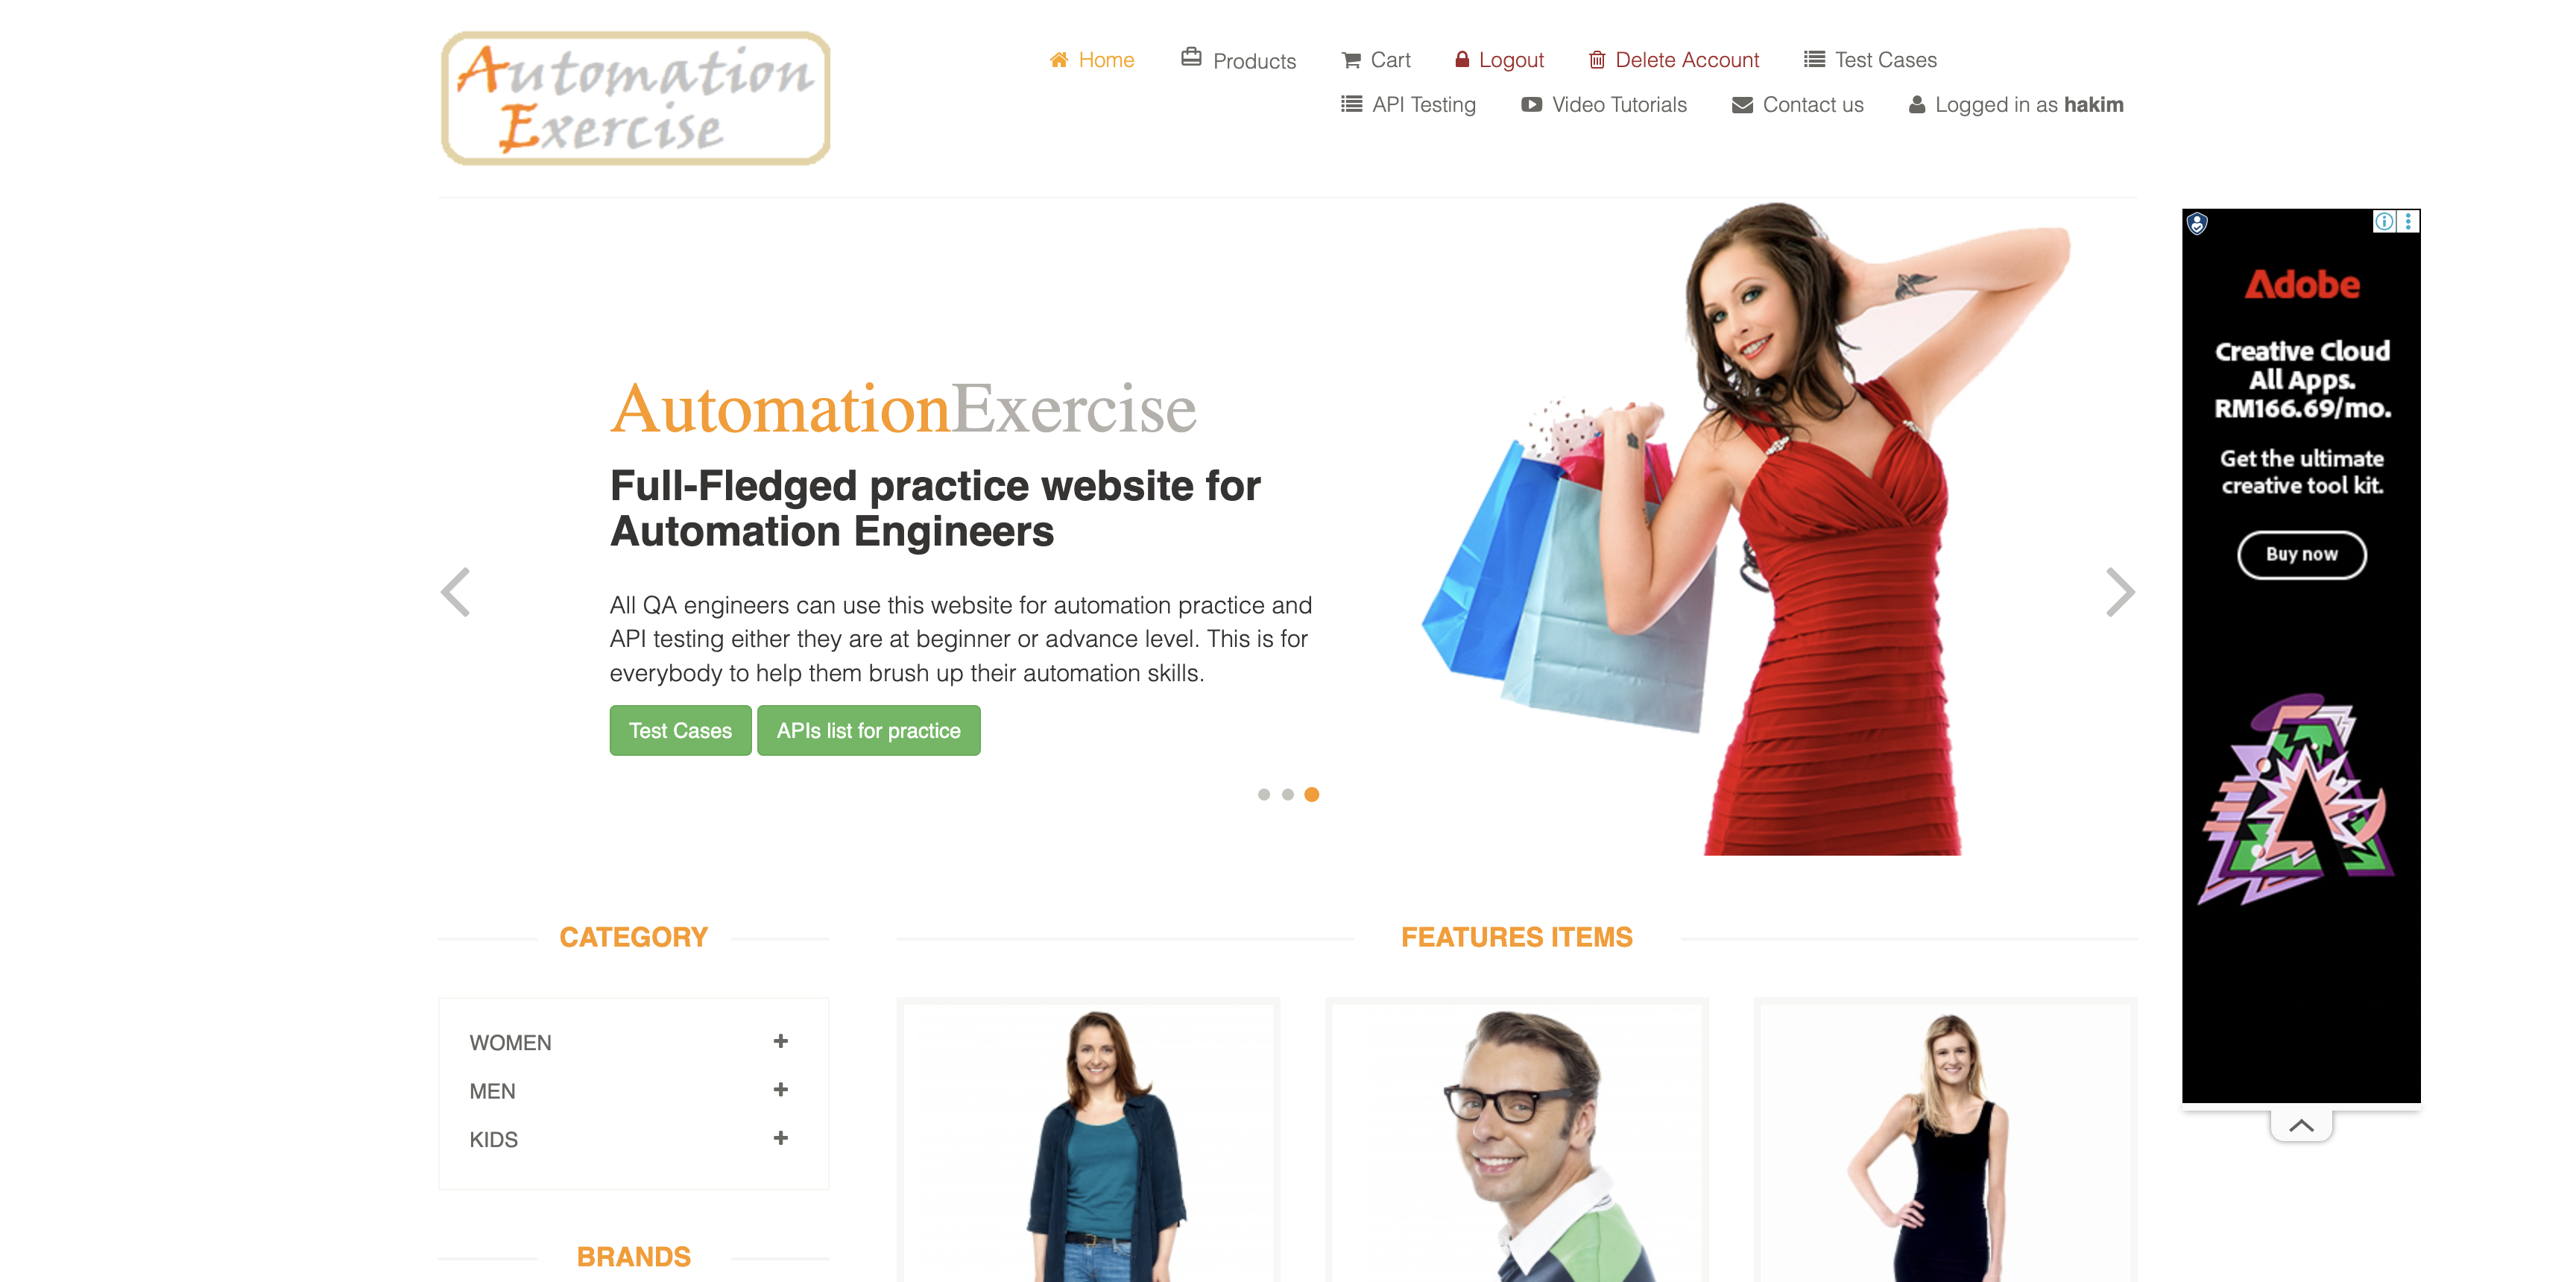 Automation
Exercise
Home Products Cart Logout Delete Account Test Cases
API Testing Video Tutorials Contact us Logged in as hakim
AutomationExercise
Full-Fledged practice website for
Automation Engineers
All QA engineers can use this website for automation practice and
API testing either they are at beginner or advance level. This is for
everybody to help them brush up their automation skills.
Test Cases APIs list for practice
Adobe
Creative Cloud
All Apps.
RM166.69/mo.
Get the ultimate
creative tool kit.
Buy now
CATEGORY
WOMEN
MEN
KIDS
BRANDS
FEATURES ITEMS